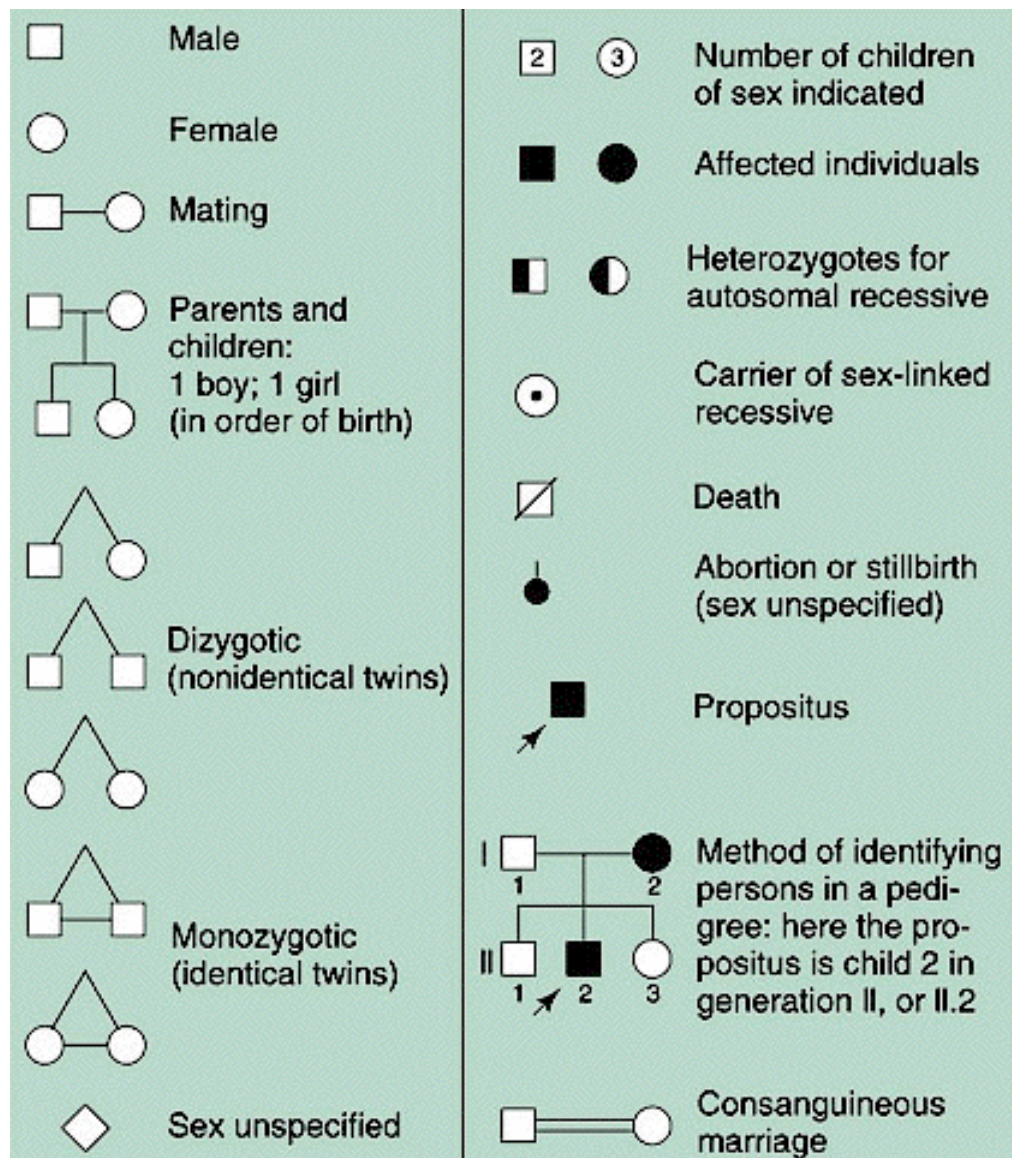 Male
Female
Mating
Parents and
children:
1 boy; 1 girl
(in order of birth)
Dizygotic
(nonidentical twins)
Monozygotic
(identical twins)
Sex unspecified
2 3 Number of children
of sex indicated
Affected individuals
Heterozygotes for
autosomal recessive
Carrier of sex-linked
recessive
Death
Abortion or stillbirth
(sex unspecified)
Propositus
I
1 2
II
1 2 3
Method of identifying
persons in a pedi-
gree: here the pro-
positus is child 2 in
generation II, or II.2
Consanguineous
marriage